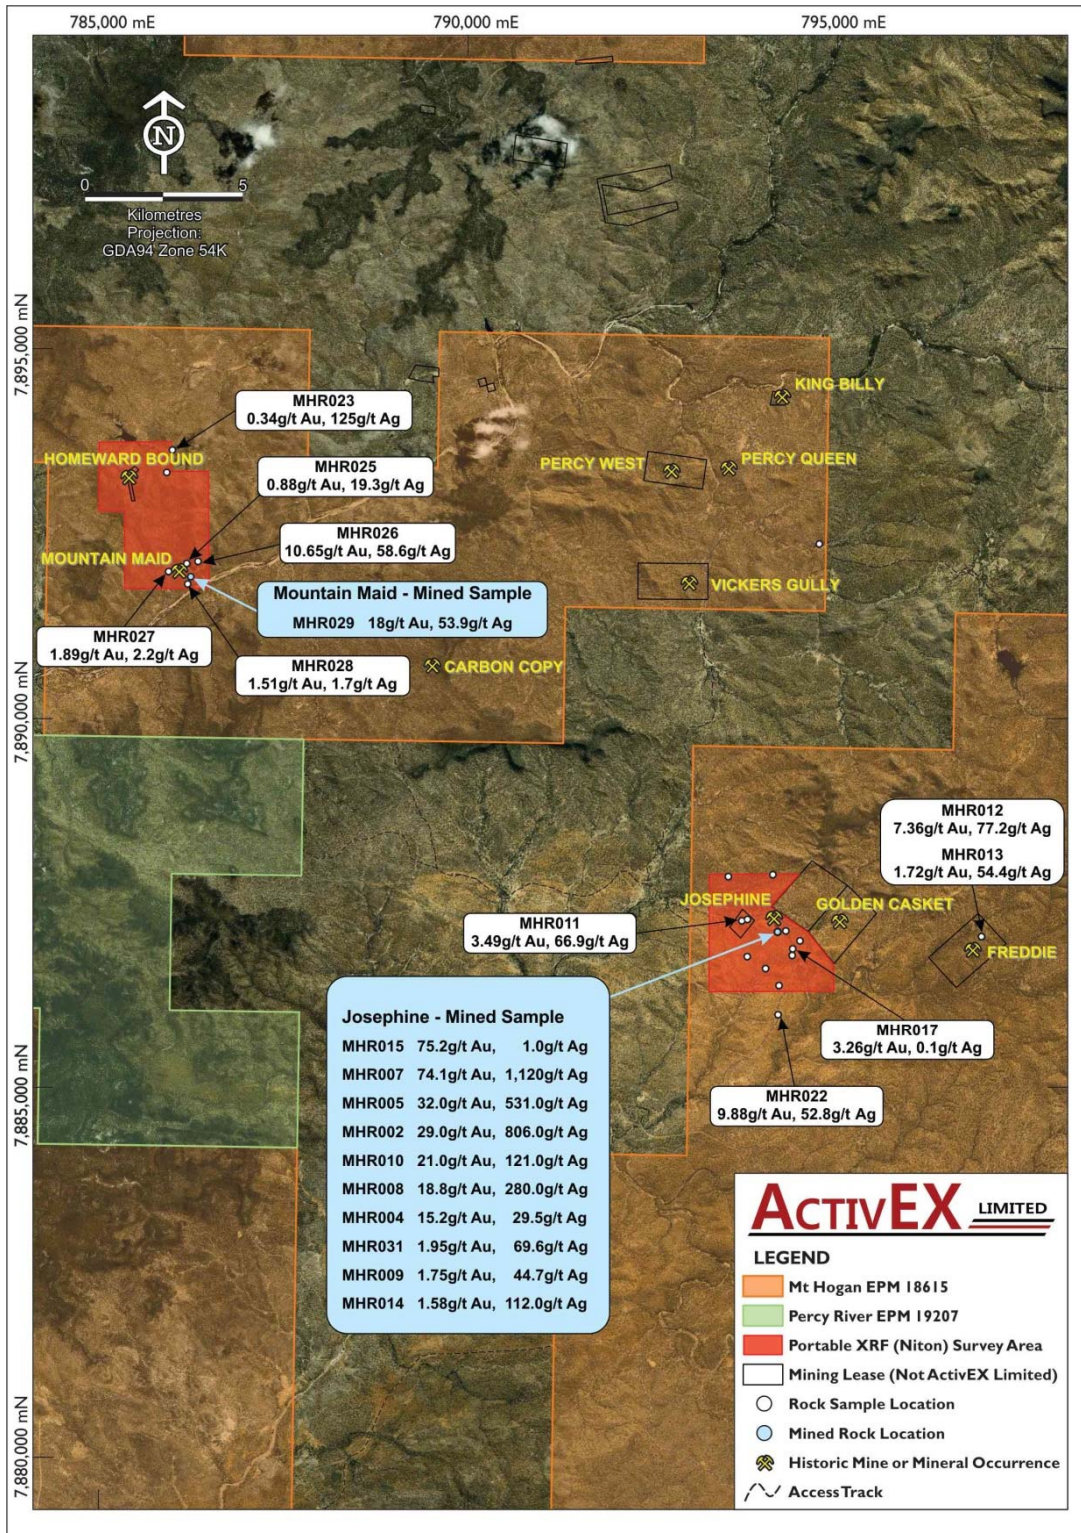 785,000 mE
790,000 mE
795,000 mE
N
0
5
Kilometres
Projection:
GDA94 Zone 54K
7,895,000 mN
7,890,000 mN
7,885,000 mN
7,880,000 mN
MHR023
0.34g/t Au, 125g/t Ag
HOMEWARD BOUND
MHR025
0.88g/t Au, 19.3g/t Ag
MHR026
10.65g/t Au, 58.6g/t Ag
MOUNTAIN MAID
Mountain Maid - Mined Sample
MHR029 18g/t Au, 53.9g/t Ag
MHR027
1.89g/t Au, 2.2g/t Ag
MHR028
1.51g/t Au, 1.7g/t Ag
CARBON COPY
KING BILLY
PERCY WEST
PERCY QUEEN
VICKERS GULLY
MHR012
7.36g/t Au, 77.2g/t Ag
MHR013
1.72g/t Au, 54.4g/t Ag
JOSEPHINE
GOLDEN CASKET
FREDDIE
MHR011
3.49g/t Au, 66.9g/t Ag
MHR017
3.26g/t Au, 0.1g/t Ag
MHR022
9.88g/t Au, 52.8g/t Ag
Josephine - Mined Sample
MHR015 75.2g/t Au, 1.0g/t Ag
MHR007 74.1g/t Au, 1,120g/t Ag
MHR005 32.0g/t Au, 531.0g/t Ag
MHR002 29.0g/t Au, 806.0g/t Ag
MHR010 21.0g/t Au, 121.0g/t Ag
MHR008 18.8g/t Au, 280.0g/t Ag
MHR004 15.2g/t Au, 29.5g/t Ag
MHR031 1.95g/t Au, 69.6g/t Ag
MHR009 1.75g/t Au, 44.7g/t Ag
MHR014 1.58g/t Au, 112.0g/t Ag
ACTIVEX LIMITED
LEGEND
Mt Hogan EPM 18615
Percy River EPM 19207
Portable XRF (Niton) Survey Area
Mining Lease (Not ActivEX Limited)
Rock Sample Location
Mined Rock Location
Historic Mine or Mineral Occurrence
Access Track